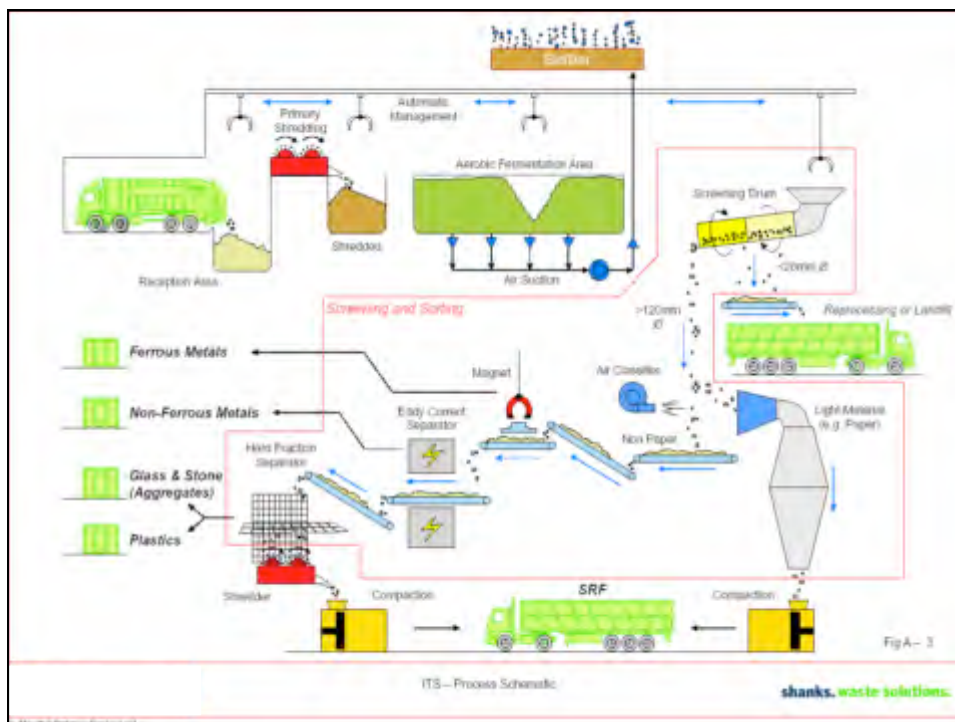 Biofilter
Automatic
Management
Primary
Shredding
Aerobic Fermentation Area
Screening Drum
Shredded
Reception Area
Air Suction
<20mm Ø
Screening and Sorting
>120mm
Ø
Reprocessing or Landfill
Ferrous Metals
Magnet
Air Classifier
Non-Ferrous Metals
Eddy Current
Separator
Light Material
(e.g. Paper)
Non Paper
Hard Fraction
Separator
Glass & Stone
(Aggregates)
Plastics
Shredder
Compaction
SRF
Compaction
Fig A – 3
ITS – Process Schematic
shanks. waste solutions.